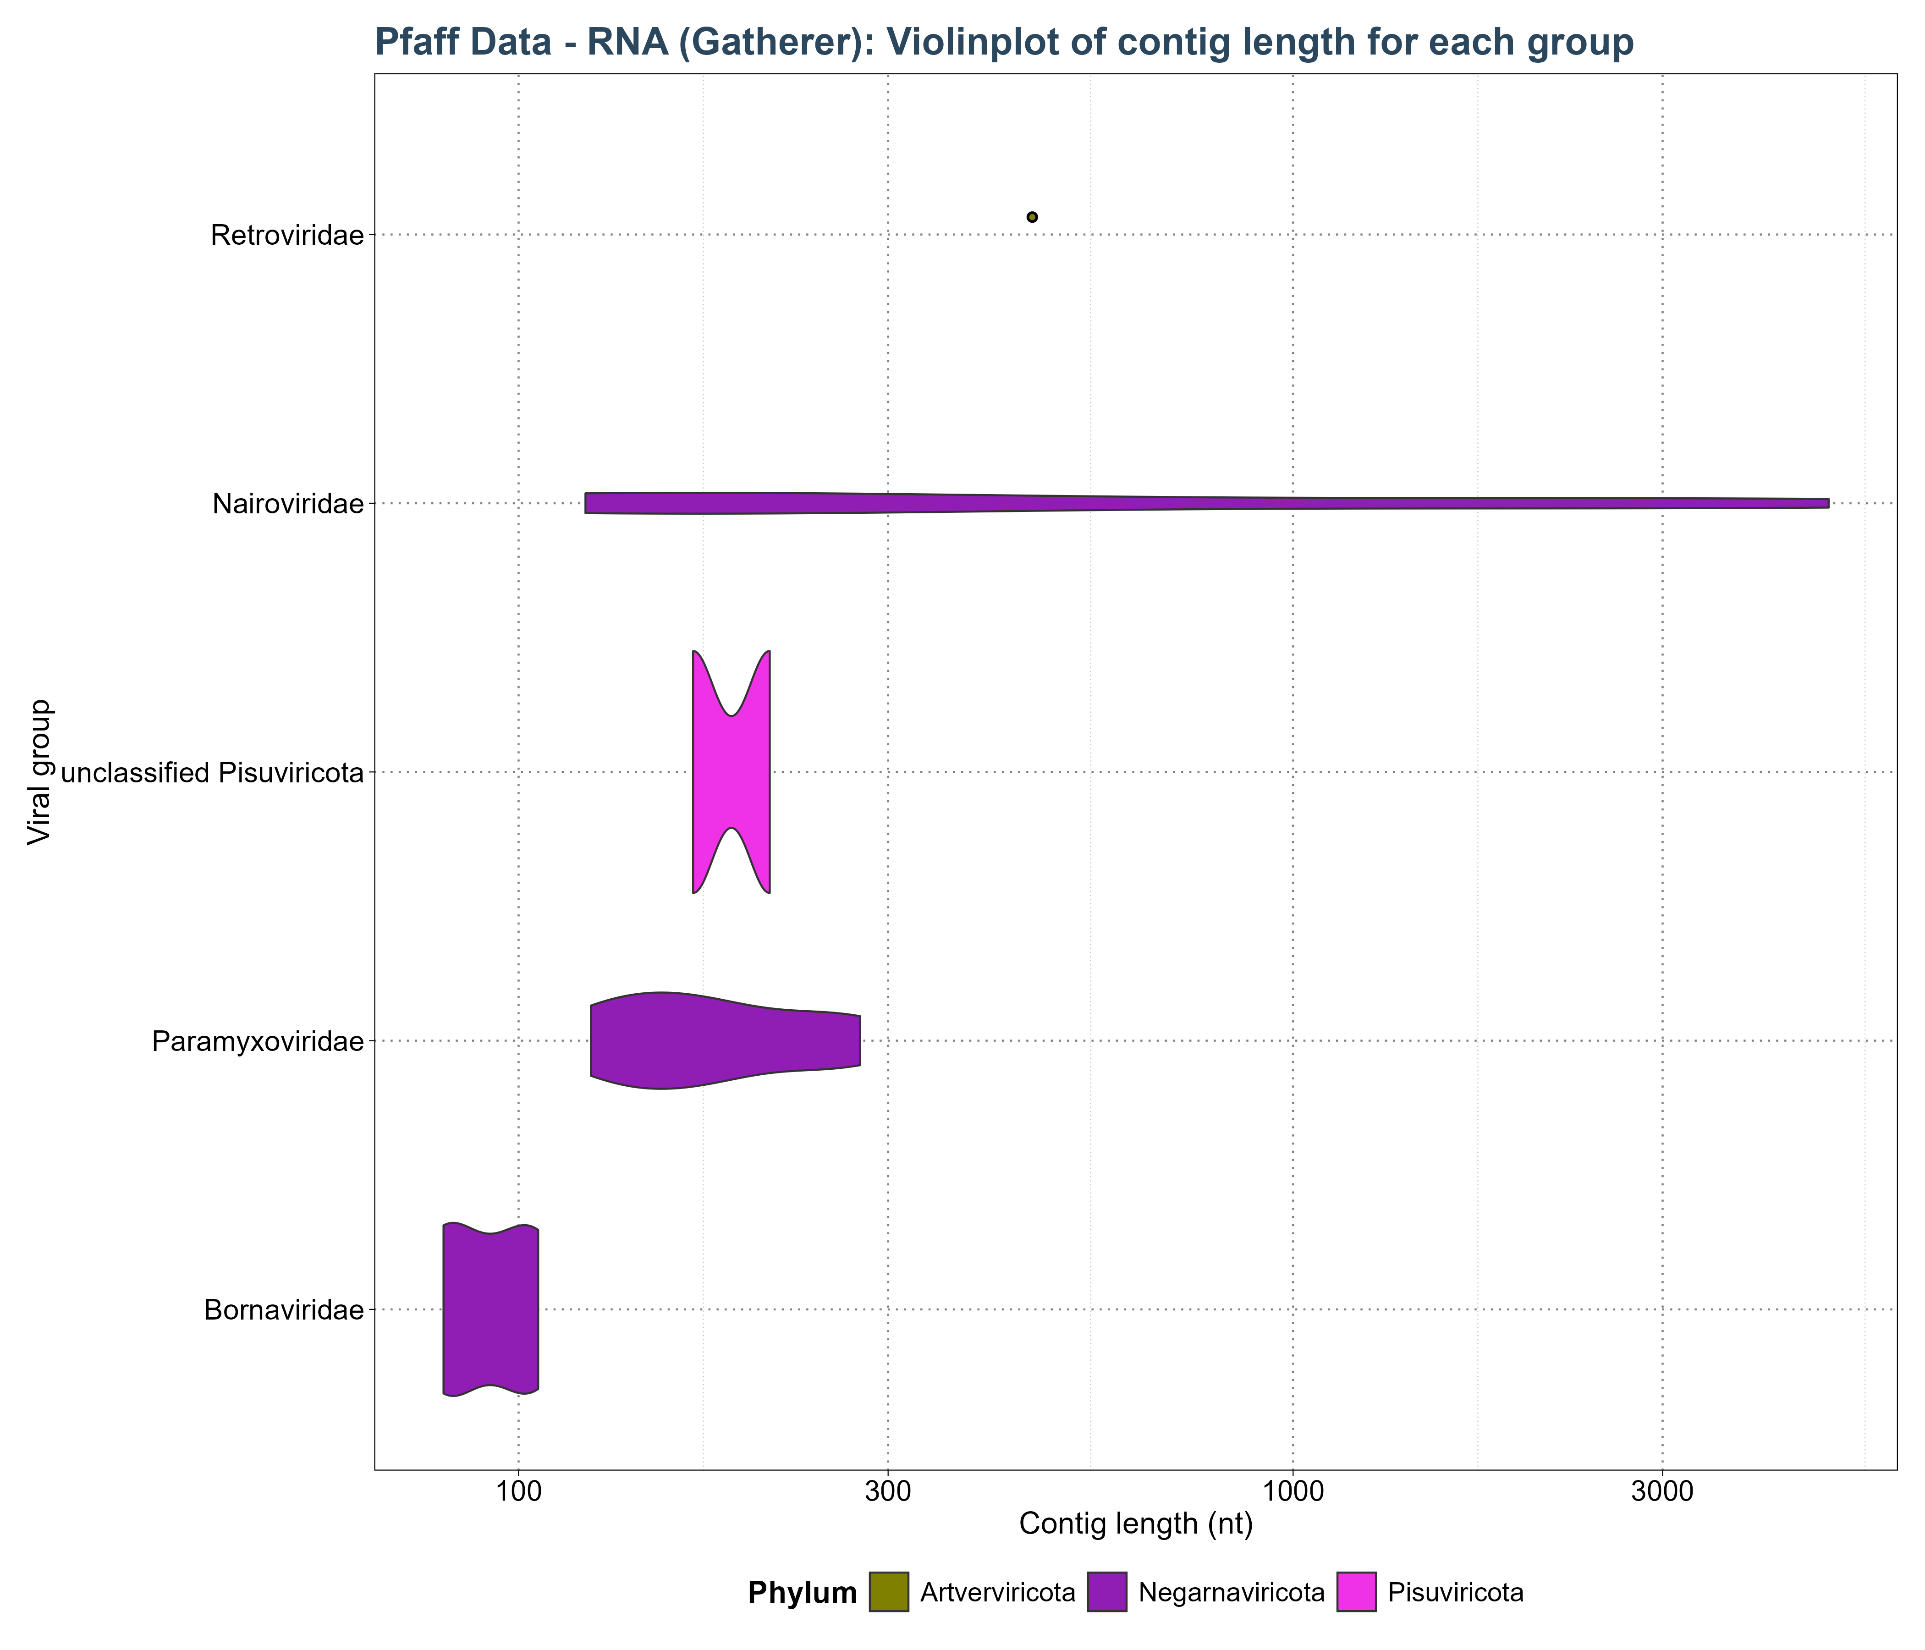 Pfaff Data - RNA (Gatherer): Violinplot of contig length for each group
Viral group
Retroviridae
Nairoviridae
unclassified Pisuviricota
Paramyxoviridae
Bornaviridae
100 300 1000 3000
Contig length (nt)
Phylum Artverviricota Negarnaviricota Pisuviricota